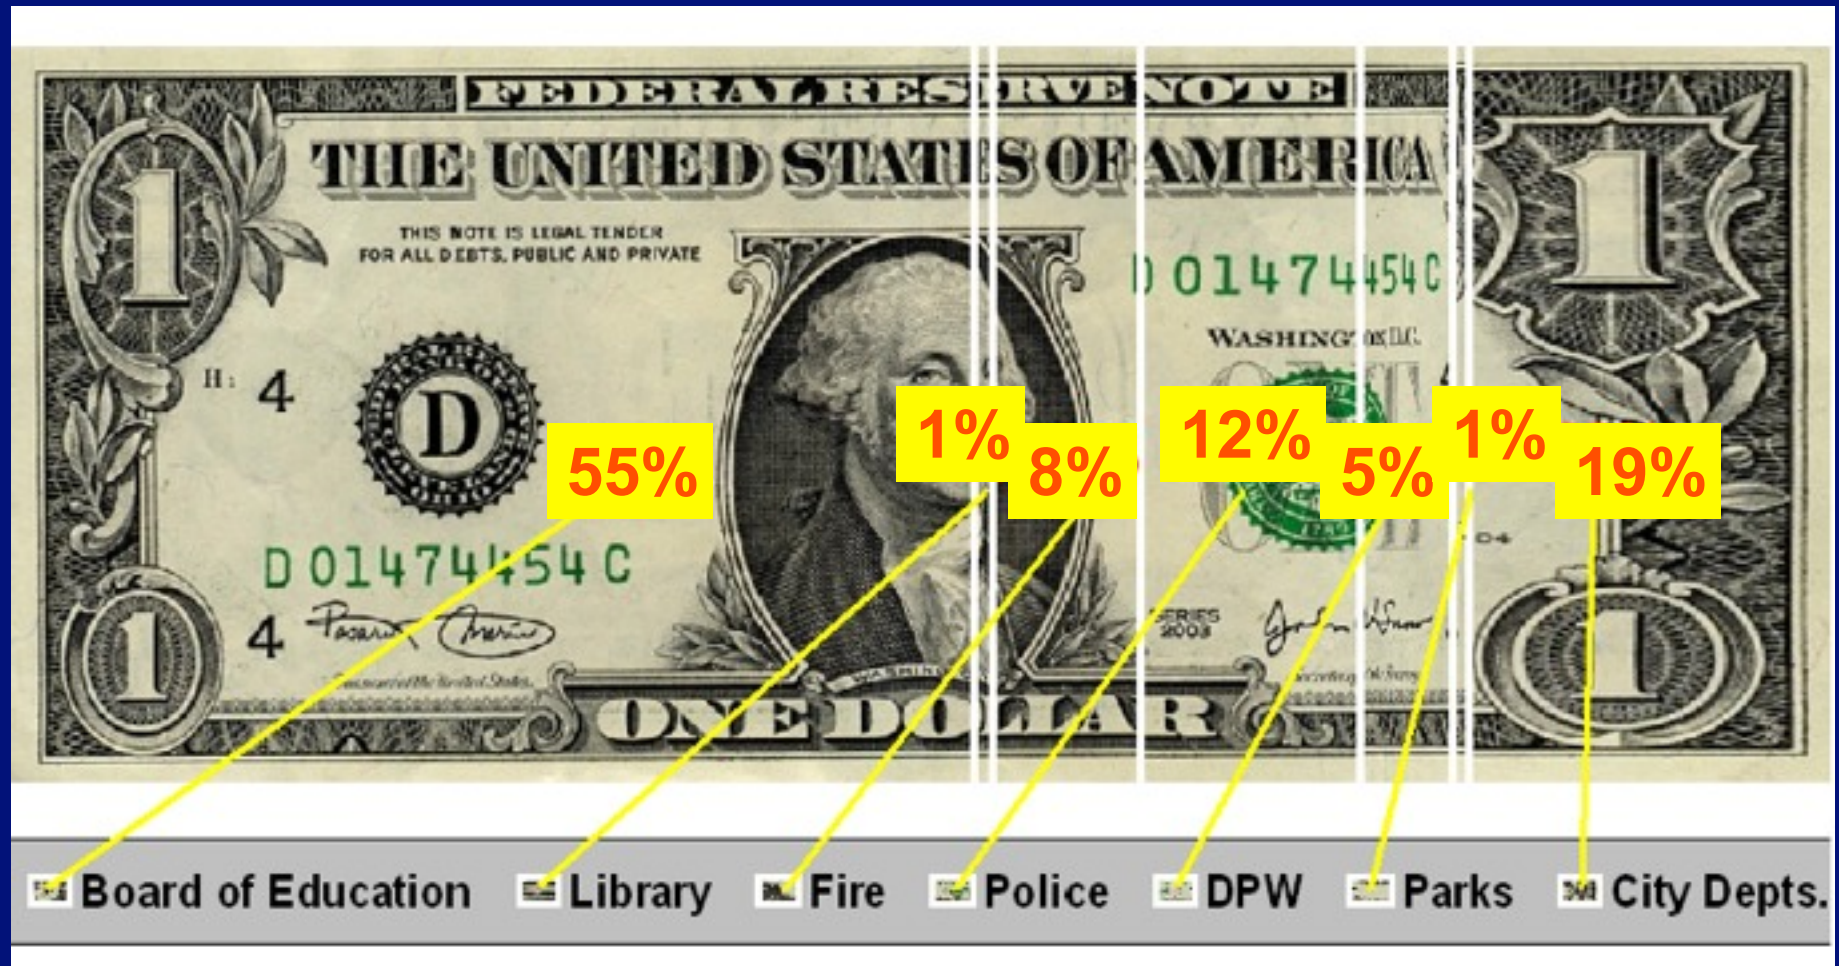 FEDERAL RESERVE NOTE
THE UNITED STATES OF AMERICA
THIS NOTE IS LEGAL TENDER
FOR ALL DEBTS, PUBLIC AND PRIVATE
D 01474454 C
WASHINGTON, D.C.
H 4
D
1%
12%
1%
55%
8%
5%
19%
D 01474454 C
4
SERIES
2003
ONE DOLLAR
1
1
1
1
Board of Education
Library
Fire
Police
DPW
Parks
City Depts.